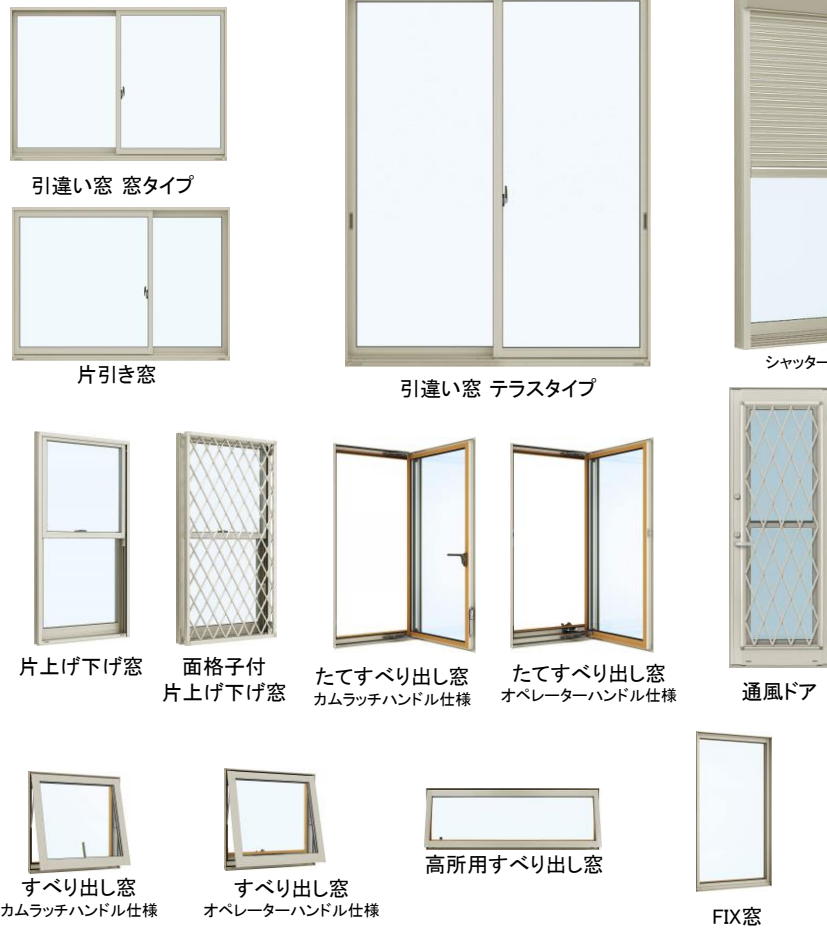 引違い窓 窓タイプ
片引き窓
引違い窓 テラスタイプ
シャッター
片上げ下げ窓
面格子付
片上げ下げ窓
たてすべり出し窓
カムラッチハンドル仕様
たてすべり出し窓
オペレーターハンドル仕様
通風ドア
すべり出し窓
カムラッチハンドル仕様
すべり出し窓
オペレーターハンドル仕様
高所用すべり出し窓
FIX窓